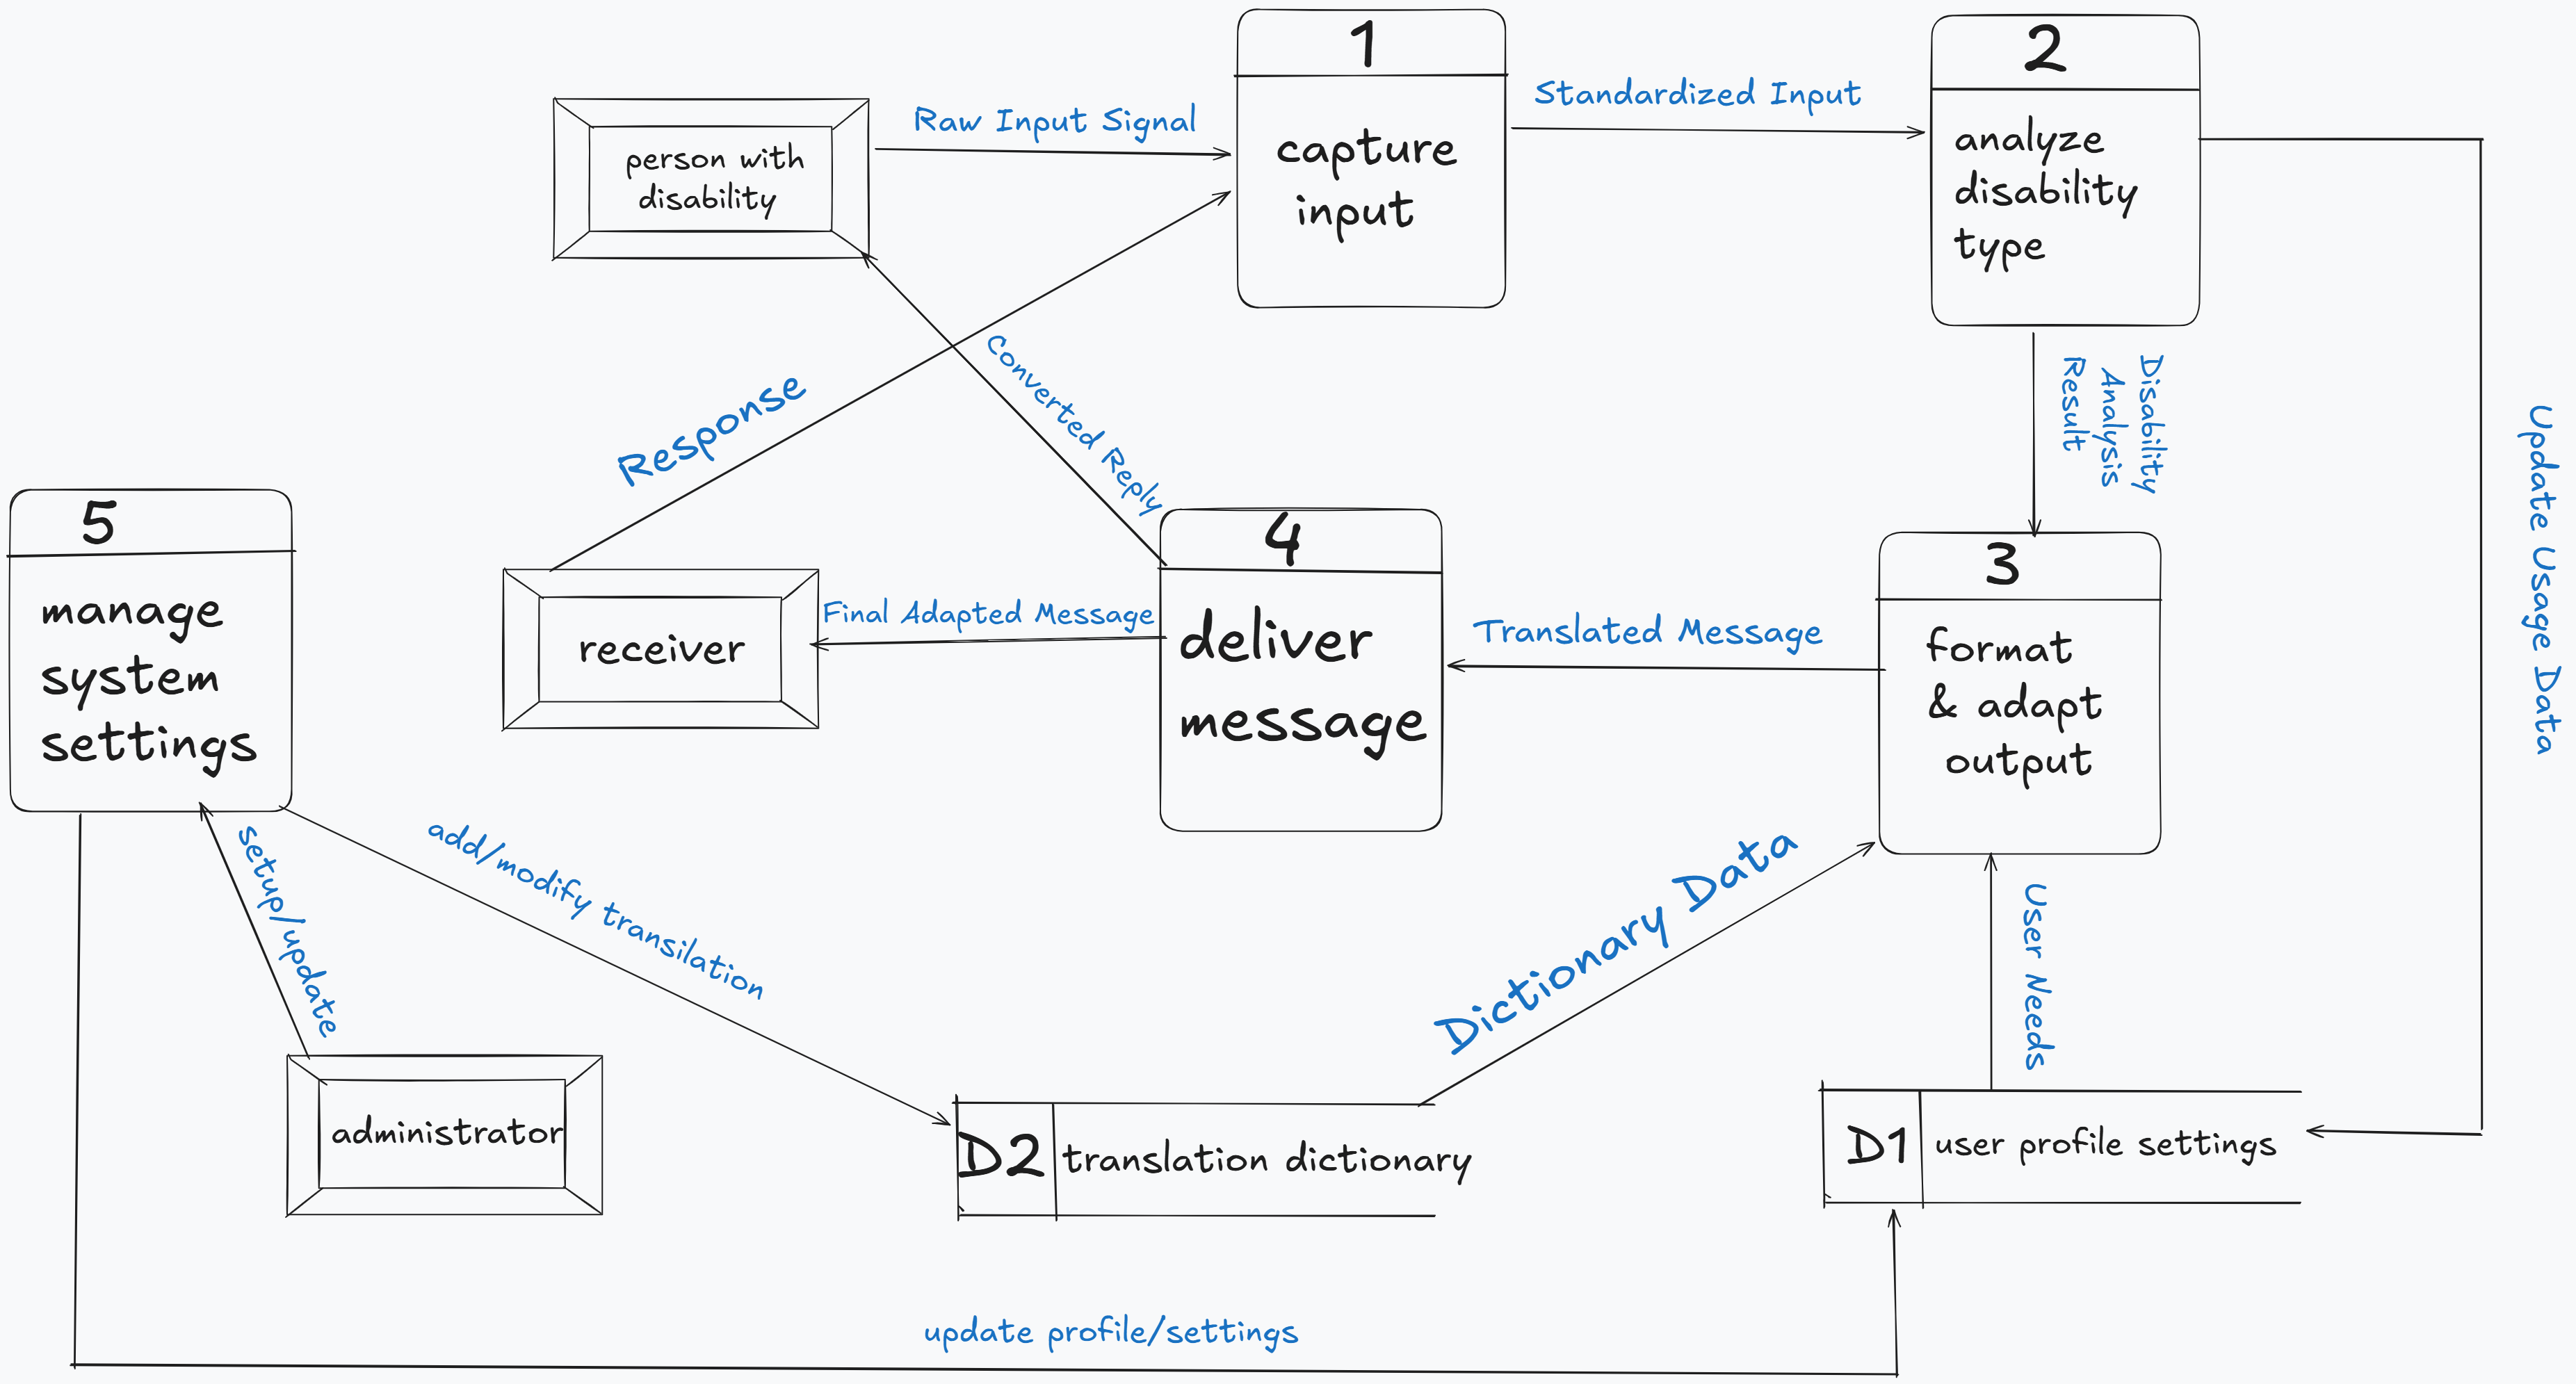 1
capture
input
2
analyze
disability
type
person with
disability
Raw Input Signal
Standardized Input
Response
Converted Reply
Disability
Analysis
Result
Update Usage Data
5
manage
system
settings
receiver
Final Adapted Message
4
deliver
message
Translated Message
3
format
& adapt
output
setup/update
add/modify transilation
Dictionary Data
User Needs
administrator
D2
translation dictionary
D1
user profile settings
update profile/settings